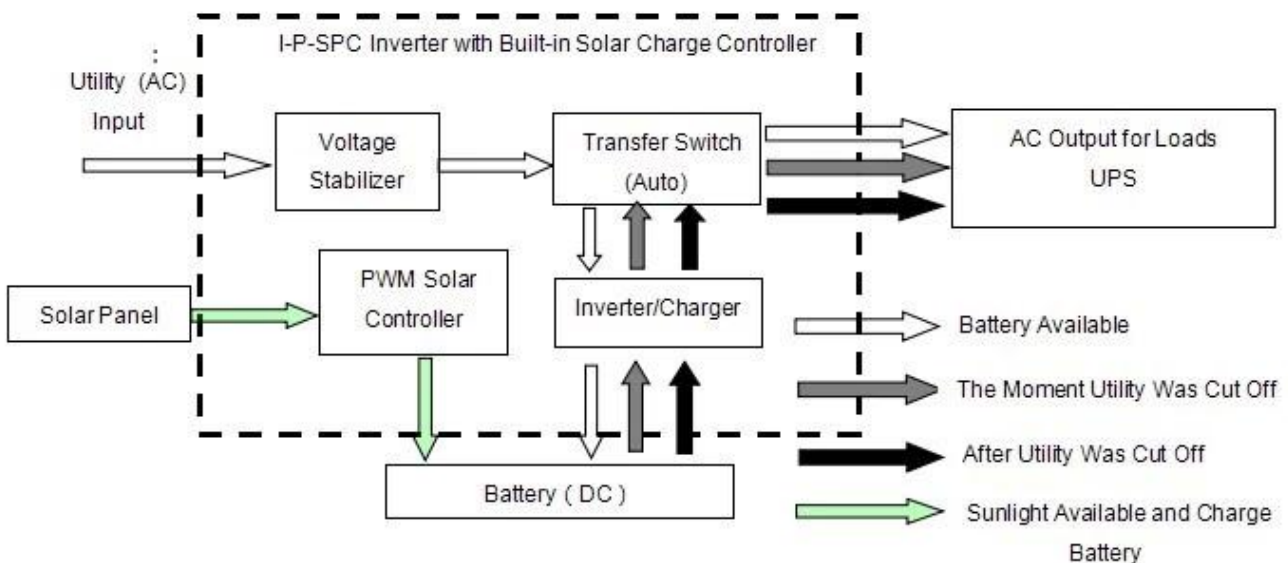 I-P-SPC Inverter with Built-in Solar Charge Controller
:
Utility (AC)
Input
Voltage
Stabilizer
Transfer Switch
(Auto)
AC Output for Loads
UPS
Solar Panel
PWM Solar
Controller
Inverter/Charger
Battery ( DC )
Battery Available
The Moment Utility Was Cut Off
After Utility Was Cut Off
Sunlight Available and Charge
Battery